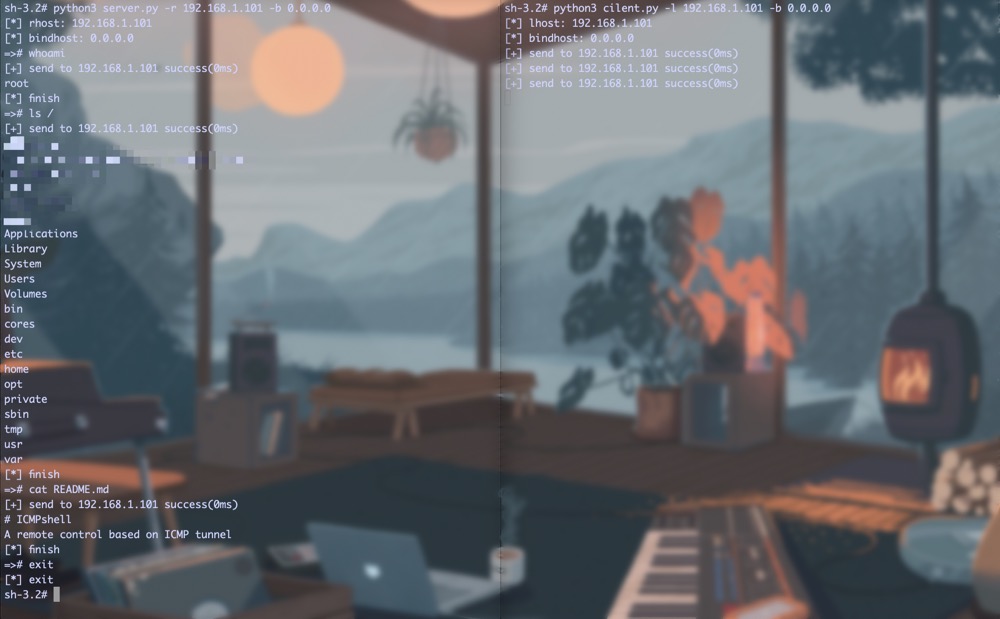 sh-3.2# python3 server.py -r 192.168.1.101 -b 0.0.0.0
[*] rhost: 192.168.1.101
[*] bindhost: 0.0.0.0
=># whoami
[+] send to 192.168.1.101 success(0ms)
root
[*] finish
=># ls /
[+] send to 192.168.1.101 success(0ms)
Applications
Library
System
Users
Volumes
bin
cores
dev
etc
home
opt
private
sbin
tmp
usr
var
[*] finish
=># cat README.md
[+] send to 192.168.1.101 success(0ms)
# ICMPshell
A remote control based on ICMP tunnel
[*] finish
=># exit
[*] exit
sh-3.2#
sh-3.2# python3 cilent.py -l 192.168.1.101 -b 0.0.0.0
[*] lhost: 192.168.1.101
[*] bindhost: 0.0.0.0
[+] send to 192.168.1.101 success(0ms)
[+] send to 192.168.1.101 success(0ms)
[+] send to 192.168.1.101 success(0ms)